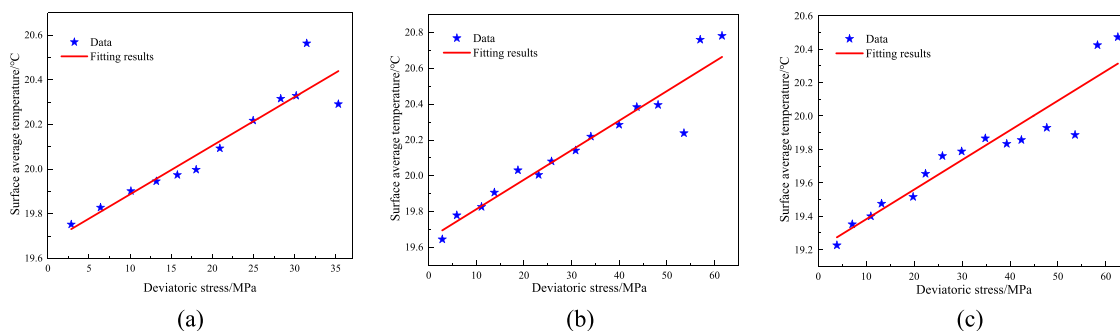 20.6
20.4
20.2
20.0
19.8
19.6
Surface average temperature/°C
Data
Fitting results
0 5 10 15 20 25 30 35
Deviatoric stress/MPa
(a)
20.8
20.6
20.4
20.2
20.0
19.8
19.6
Surface average temperature/°C
Data
Fitting results
0 10 20 30 40 50 60
Deviatoric stress/MPa
(b)
20.6
20.4
20.2
20.0
19.8
19.6
19.4
19.2
Surface average temperature/°C
Data
Fitting results
0 10 20 30 40 50 60
Deviatoric stress/MPa
(c)